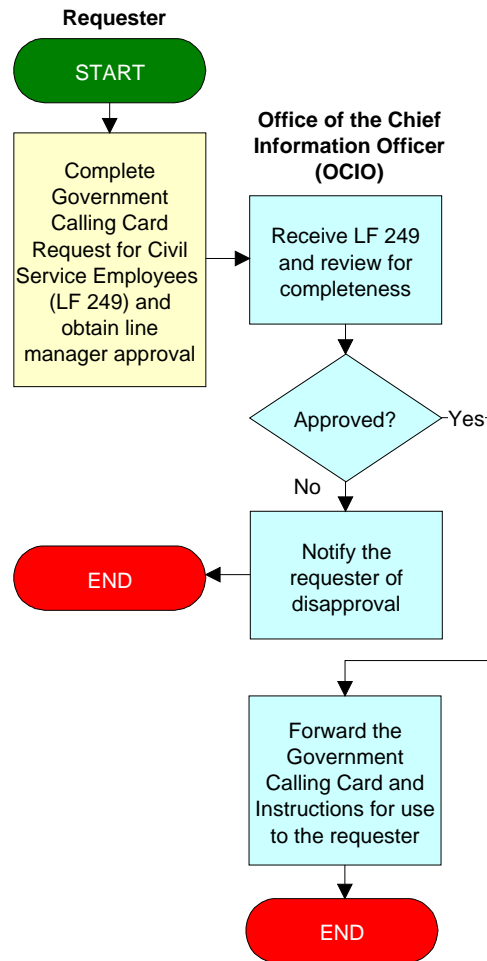 Requester
START
Complete
Government
Calling Card
Request for Civil
Service Employees
(LF 249) and
obtain line
manager approval
Office of the Chief
Information Officer
(OCIO)
Receive LF 249
and review for
completeness
Approved?
Yes
No
Notify the
requester of
disapproval
END
Forward the
Government
Calling Card and
Instructions for use
to the requester
END